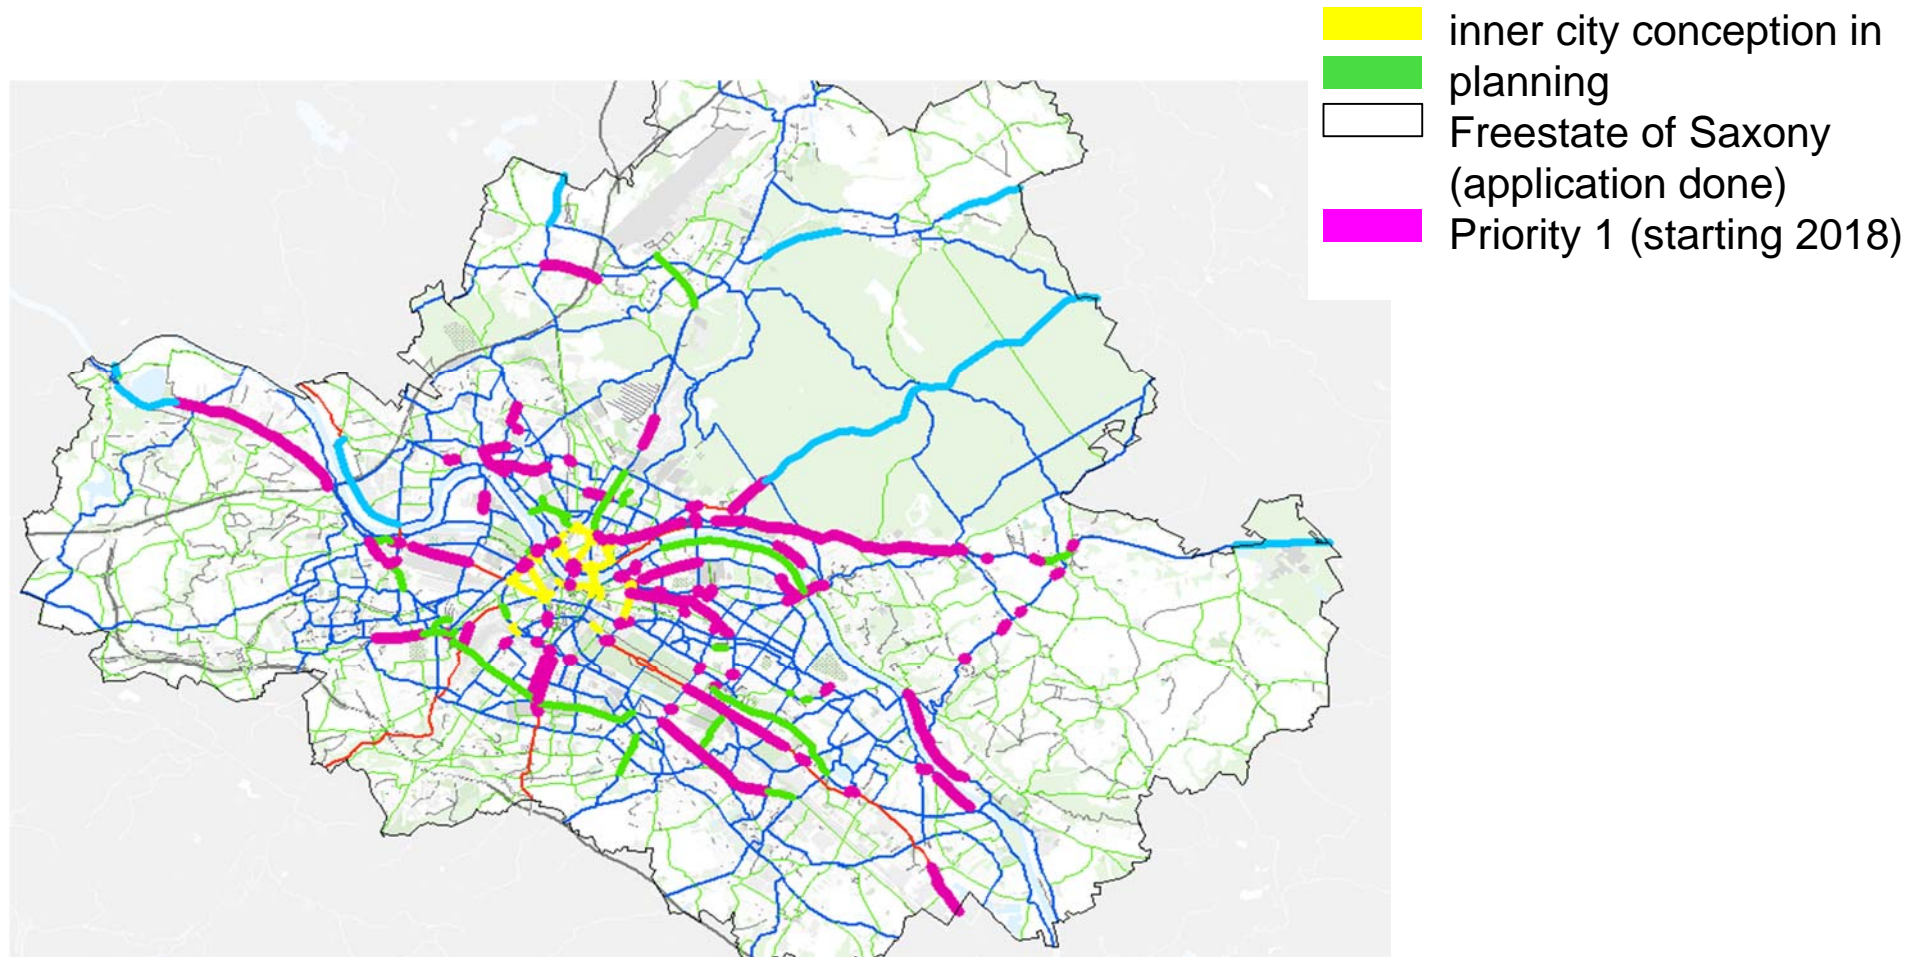 inner city conception in
planning
Freestate of Saxony
(application done)
Priority 1 (starting 2018)